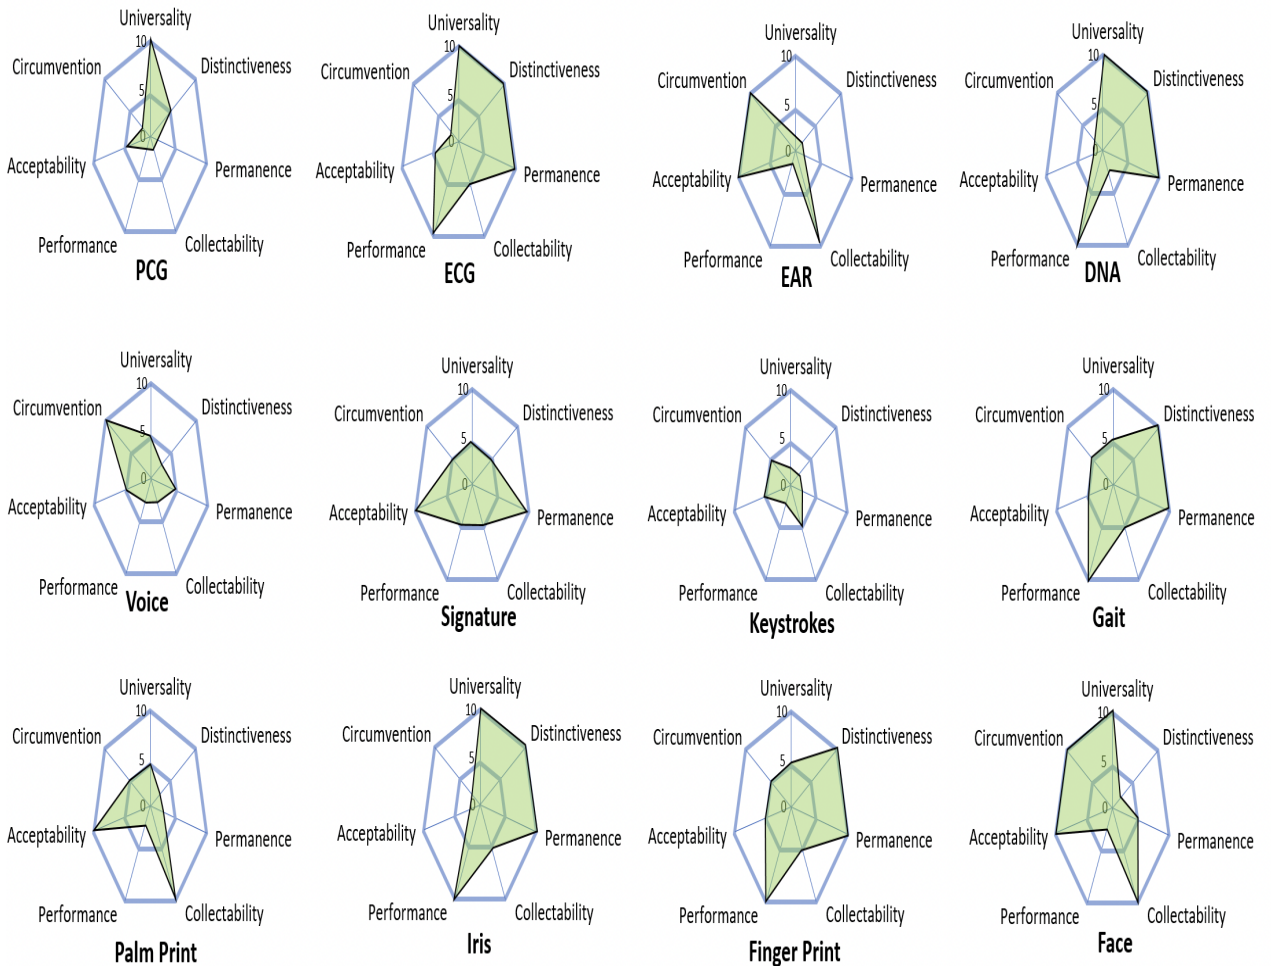 Universality
10
Circumvention
Distinctiveness
5
0
Acceptability
Permanence
Performance
Collectability
PCG
Universality
10
Circumvention
Distinctiveness
5
0
Acceptability
Permanence
Performance
Collectability
ECG
Universality
10
Circumvention
Distinctiveness
5
0
Acceptability
Permanence
Performance
Collectability
EAR
Universality
10
Circumvention
Distinctiveness
5
0
Acceptability
Permanence
Performance
Collectability
DNA
Universality
10
Circumvention
Distinctiveness
5
0
Acceptability
Permanence
Performance
Collectability
Voice
Universality
10
Circumvention
Distinctiveness
5
0
Acceptability
Permanence
Performance
Collectability
Signature
Universality
10
Circumvention
Distinctiveness
5
0
Acceptability
Permanence
Performance
Collectability
Keystrokes
Universality
10
Circumvention
Distinctiveness
5
0
Acceptability
Permanence
Performance
Collectability
Gait
Universality
10
Circumvention
Distinctiveness
5
0
Acceptability
Permanence
Performance
Collectability
Palm Print
Universality
10
Circumvention
Distinctiveness
5
0
Acceptability
Permanence
Performance
Collectability
Iris
Universality
10
Circumvention
Distinctiveness
5
0
Acceptability
Permanence
Performance
Collectability
Finger Print
Universality
10
Circumvention
Distinctiveness
5
0
Acceptability
Permanence
Performance
Collectability
Face